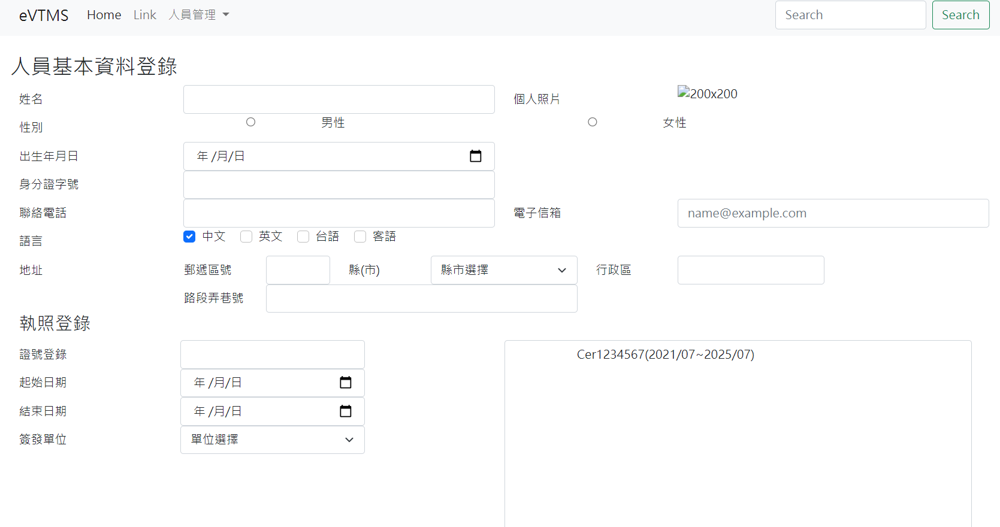 eVTMS Home Link 人員管理 Search Search
人員基本資料登錄
姓名 個人照片 200x200
性別 男性 女性
出生年月日 年 /月/日
身分證字號
聯絡電話 電子信箱 name@example.com
語言 中文 英文 台語 客語
地址 郵遞區號 縣(市) 縣市選擇 行政區
路段弄巷號
執照登錄
證號登錄 Cer1234567(2021/07~2025/07)
起始日期 年 /月/日
結束日期 年 /月/日
簽發單位 單位選擇